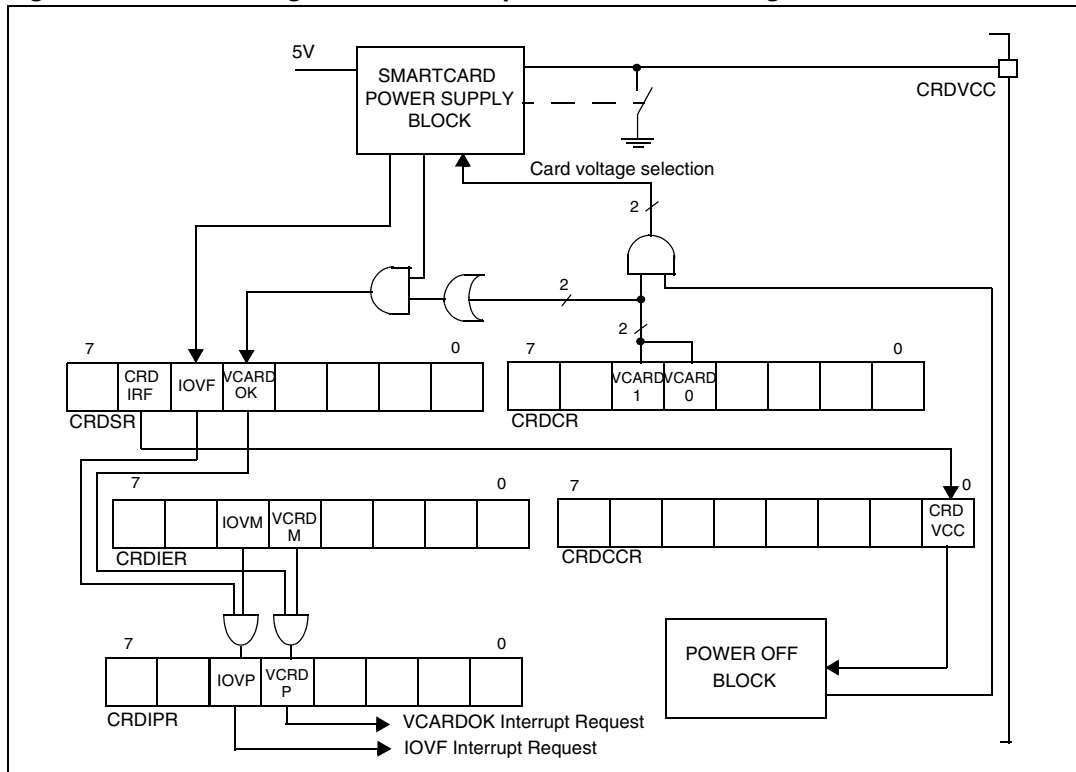 5V
SMARTCARD
POWER SUPPLY
BLOCK
CRDVCC
Card voltage selection
2
2
2
7
0
CRD
IRF
IOVF
VCARD
OK
CRDSR
7
0
VCARD
1
VCARD
0
CRDCR
7
0
IOVM
VCRD
M
CRDIER
7
0
CRD
VCC
CRDCCR
7
0
IOVP
VCRD
P
CRDIPR
POWER OFF
BLOCK
VCARDOK Interrupt Request
IOVF Interrupt Request